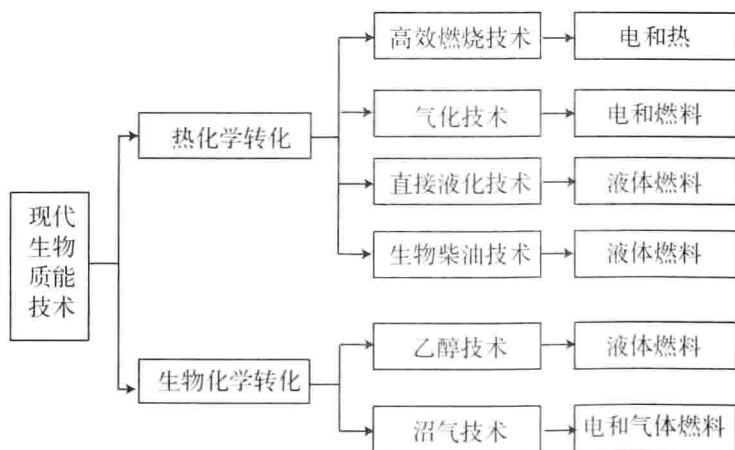 高效燃烧技术
电和热
气化技术
电和燃料
热化学转化
直接液化技术
液体燃料
生物柴油技术
液体燃料
现代
生物
质能
技术
乙醇技术
液体燃料
生物化学转化
沼气技术
电和气体燃料